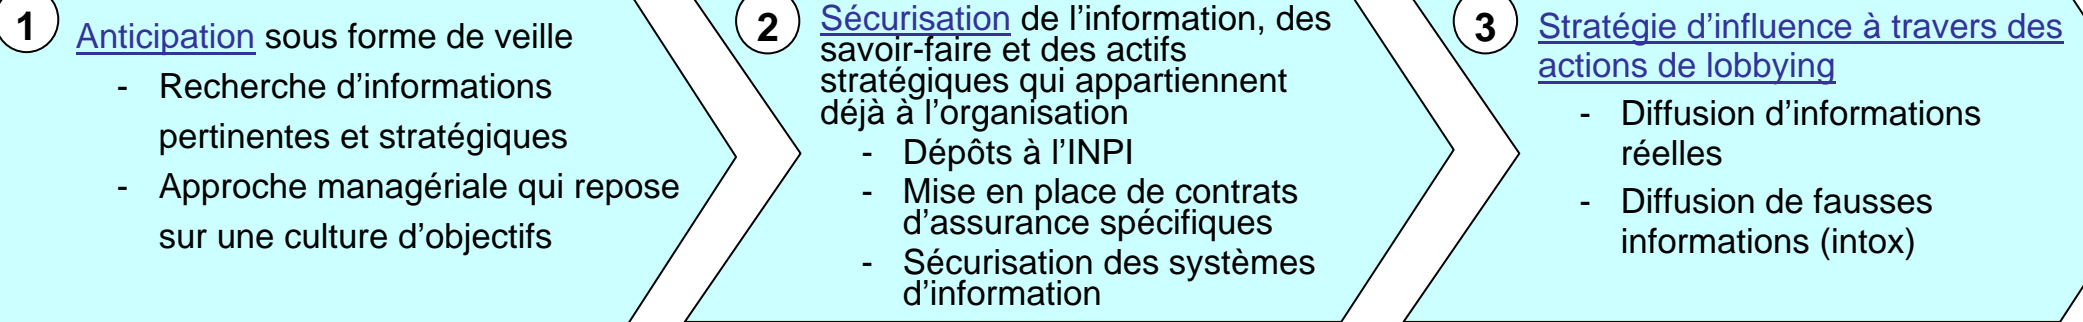 1
Anticipation sous forme de veille
- Recherche d’informations
pertinentes et stratégiques
- Approche managériale qui repose
sur une culture d’objectifs
2
Sécurisation de l’information, des
savoir-faire et des actifs
stratégiques qui appartiennent
déjà à l’organisation
- Dépôts à l’INPI
- Mise en place de contrats
d’assurance spécifiques
- Sécurisation des systèmes
d’information
3
Stratégie d’influence à travers des
actions de lobbying
- Diffusion d’informations
réelles
- Diffusion de fausses
informations (intox)